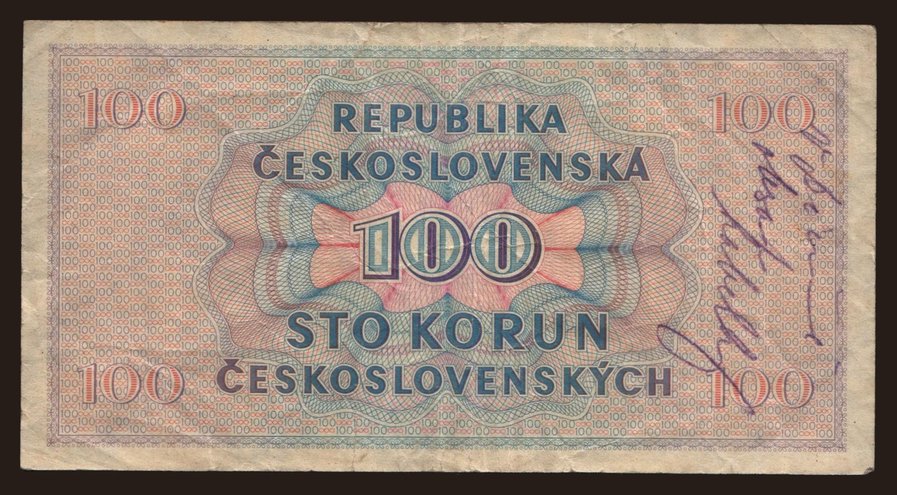 100 100
REPUBLIKA
ČESKOSLOVENSKÁ
100
STO KORUN
ČESKOSLOVENSKÝCH
100 100